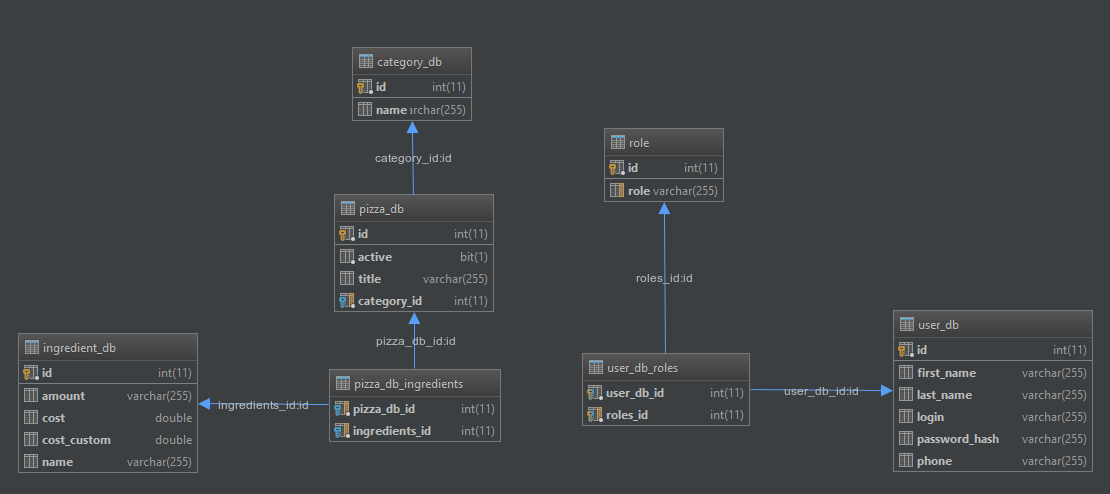 category_db
id int(11)
name varchar(255)
category_id:id
pizza_db
id int(11)
active bit(1)
title varchar(255)
category_id int(11)
pizza_db_id:id
pizza_db_ingredients
pizza_db_id int(11)
ingredients_id int(11)
ingredients_id:id
ingredient_db
id int(11)
amount varchar(255)
cost double
cost_custom double
name varchar(255)
role
id int(11)
role varchar(255)
roles_id:id
user_db_roles
user_db_id int(11)
roles_id int(11)
user_db_id:id
user_db
id int(11)
first_name varchar(255)
last_name varchar(255)
login varchar(255)
password_hash varchar(255)
phone varchar(255)